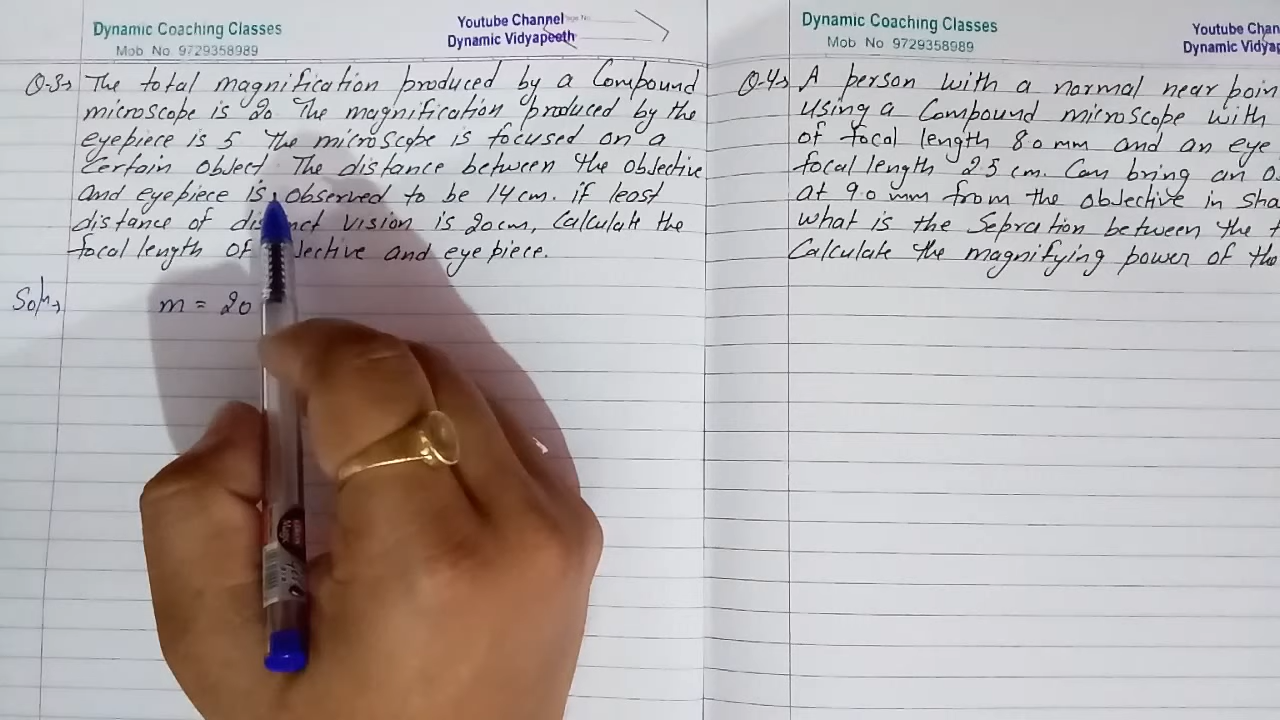 Dynamic Coaching Classes
Mob No 9729358989
Youtube Channel
Dynamic Vidyapeeth
Q.3→ The total magnification produced by a Compound
microscope is 20 The magnification produced by the
eyepiece is 5 The microscope is focused on a
Certain object. The distance between the objective
and eyepiece is observed to be 14 cm. if least
distance of vision is 20cm, Calculate the
focal length of and eyepiece.
Soln→ m = 20
Dynamic Coaching Classes
Mob No 9729358989
Youtube Chan
Dynamic Vidyap
Q.4→ A person with a normal near poin
Using a Compound microscope with
of focal length 8.0 mm and an eye
focal length 2.5 cm. Can bring an o
at 9.0 mm from the objective in sha
what is the Sepration between the
Calculate the magnifying power of the